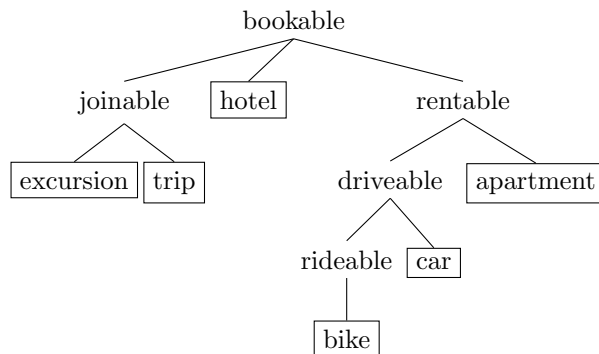 bookable
joinable
hotel
rentable
excursion
trip
driveable
apartment
rideable
car
bike